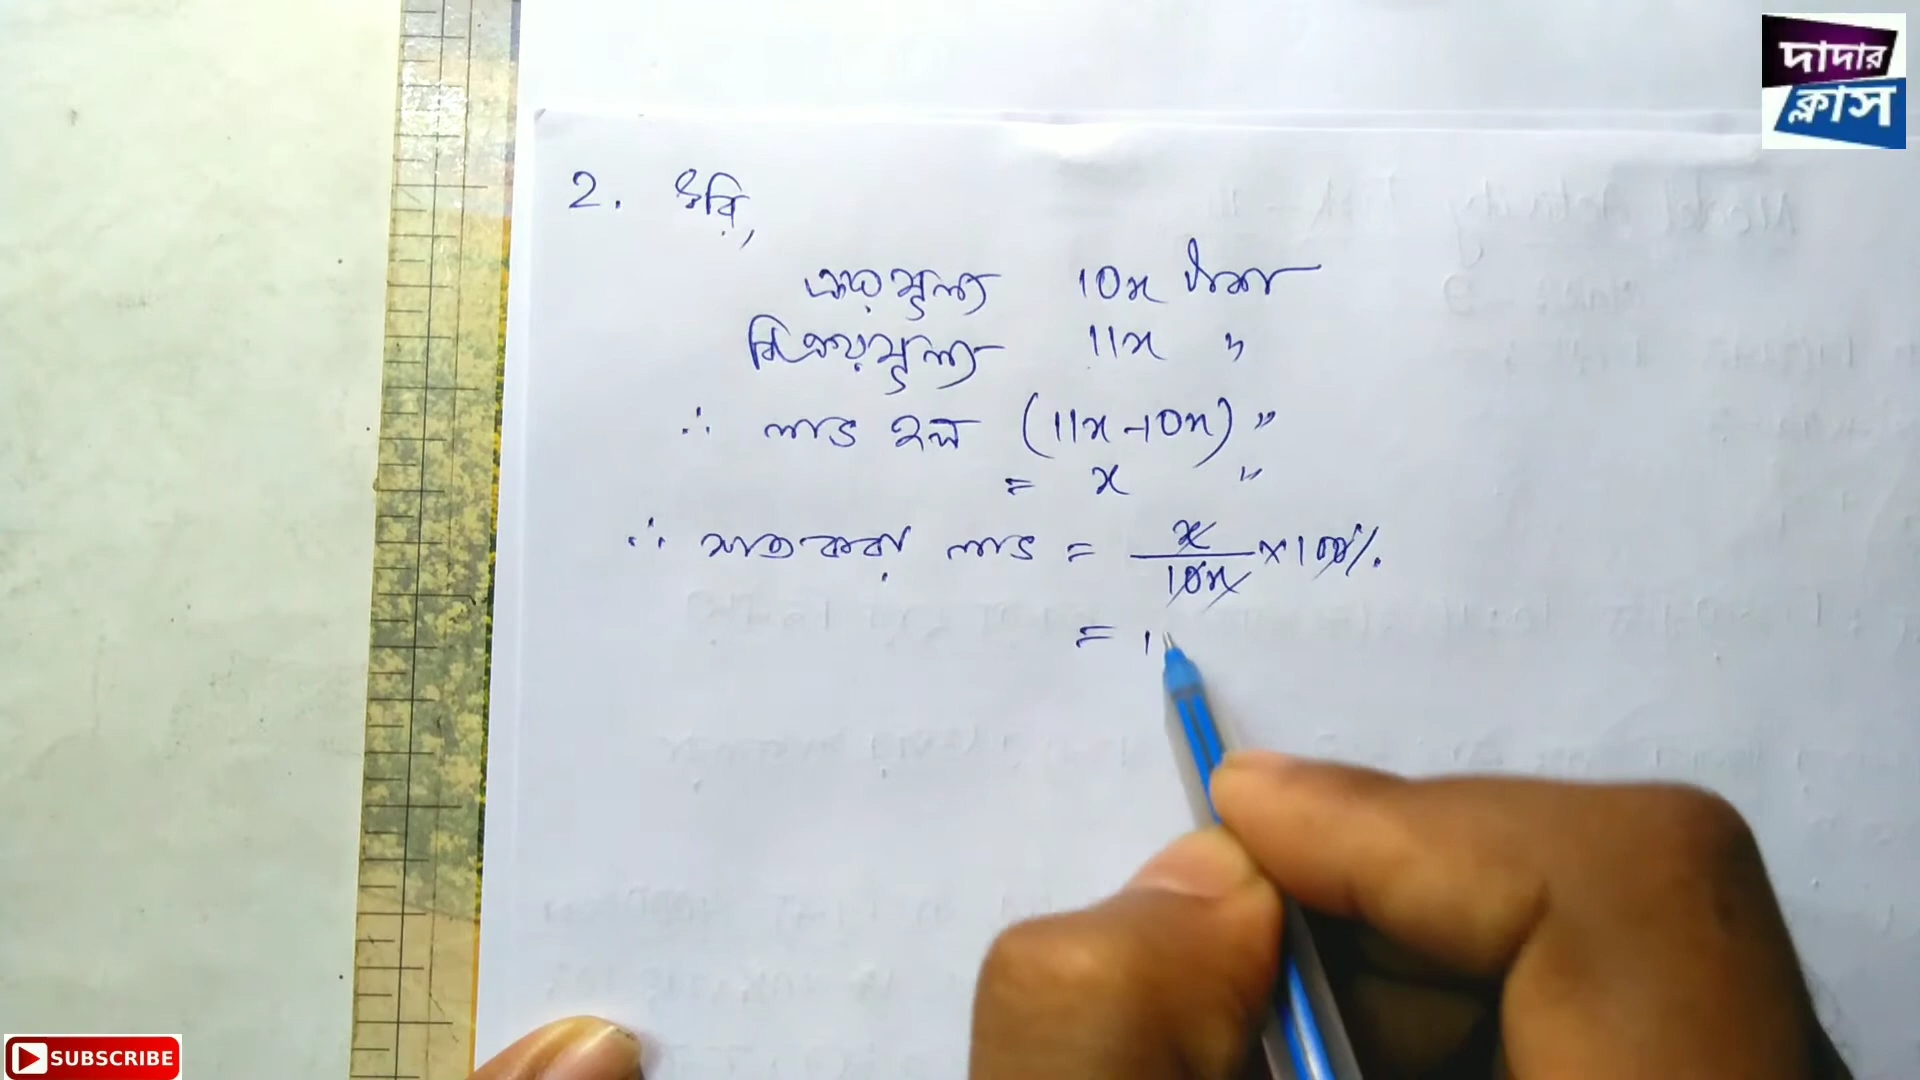 দাদার
ক্লাস
2. ধরি,
ক্রয়মূল্য 10x টাকা
বিক্রয়মূল্য 11x "
∴ লাভ হল (11x-10x) "
= x "
∴ শতকরা লাভ = x/10x ×100%.
= 1
SUBSCRIBE